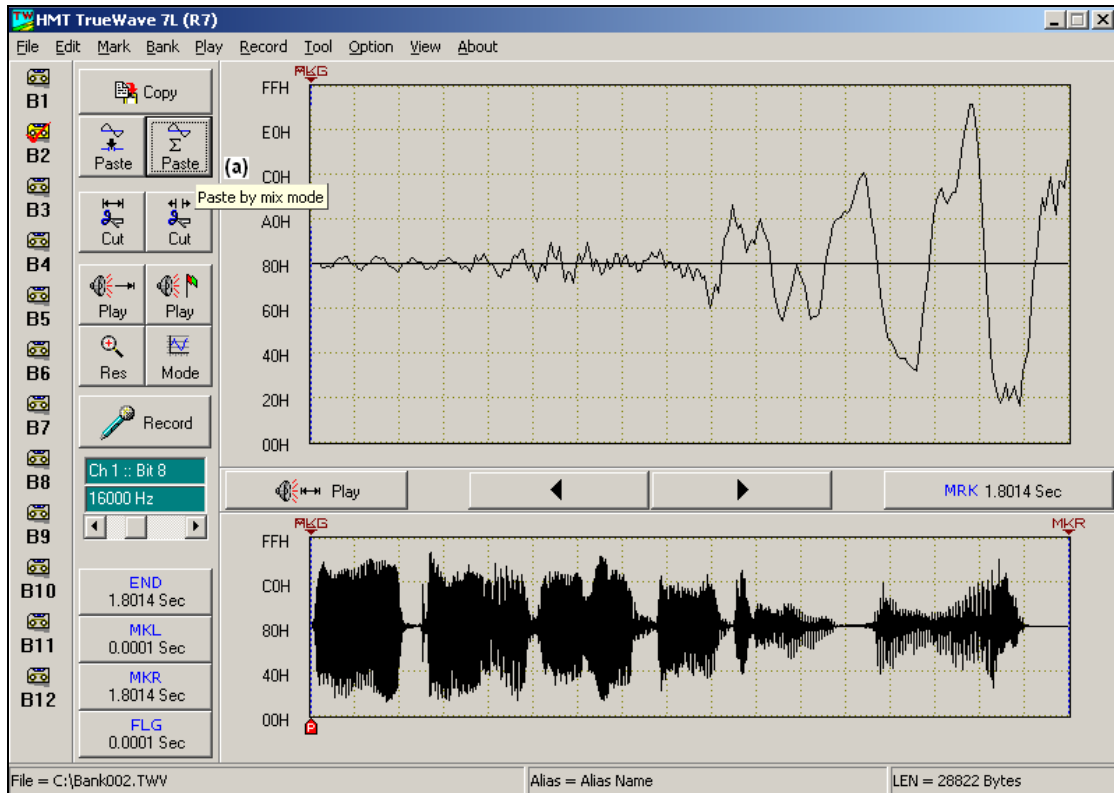 HMT TrueWave 7L (R7)
File Edit Mark Bank Play Record Tool Option View About
B1
B2
B3
B4
B5
B6
B7
B8
B9
B10
B11
B12
Copy
Paste Paste
(a)
Paste by mix mode
Cut Cut
Play Play
Res Mode
Record
Ch 1 :: Bit 8
16000 Hz
END
1.8014 Sec
MKL
0.0001 Sec
MKR
1.8014 Sec
FLG
0.0001 Sec
FFH
E0H
C0H
A0H
80H
60H
40H
20H
00H
Play
MRK 1.8014 Sec
MKR
FFH
C0H
80H
40H
00H
P
File = C:\Bank002.TWV
Alias = Alias Name
LEN = 28822 Bytes